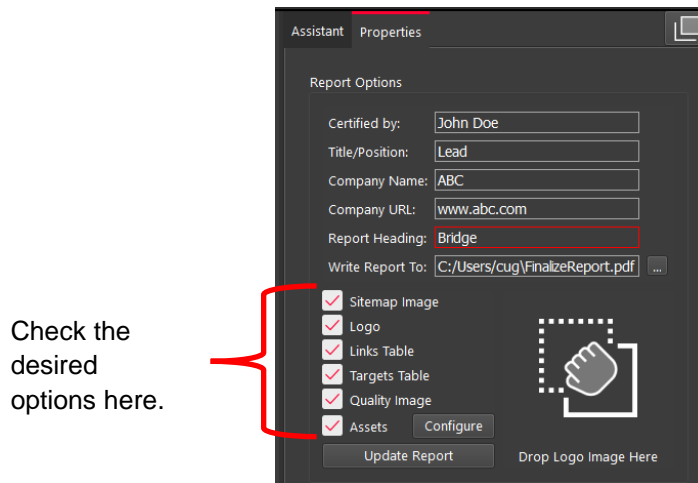 Assistant Properties
Report Options
Certified by: John Doe
Title/Position: Lead
Company Name: ABC
Company URL: www.abc.com
Report Heading: Bridge
Write Report To: C:/Users/cug\FinalizeReport.pdf ...
Sitemap Image
Logo
Links Table
Targets Table
Quality Image
Assets Configure
Update Report Drop Logo Image Here
Check the
desired
options here.